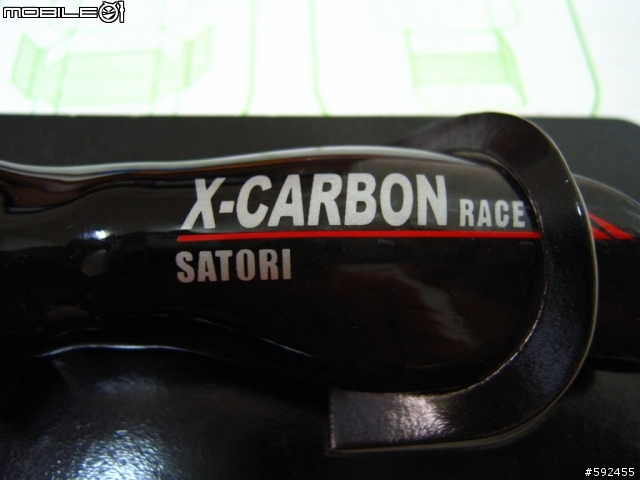 MOBILE01
X-CARBON RACE
SATORI
#592455